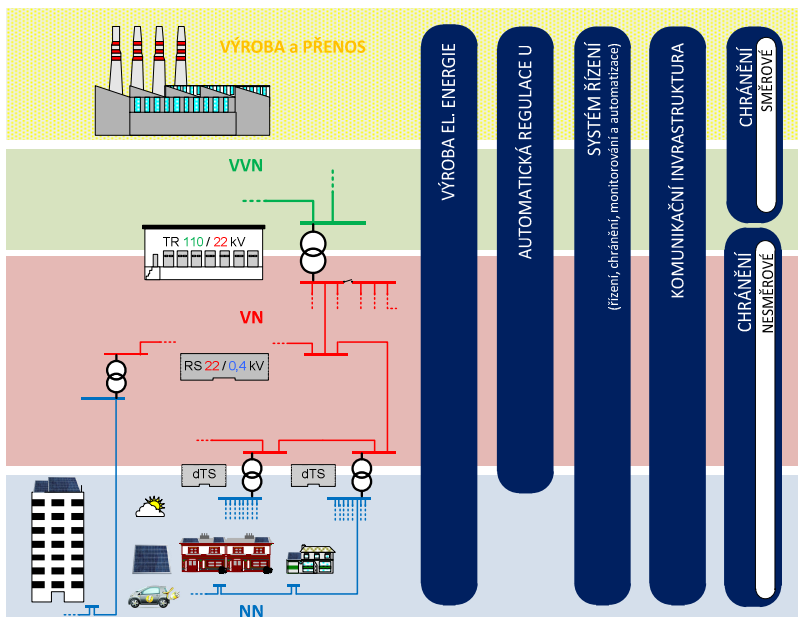 VÝROBA a PŘENOS
VVN
TR 110 / 22 kV
VN
RS 22 / 0,4 kV
dTS
dTS
NN
VÝROBA EL. ENERGIE
AUTOMATICKÁ REGULACE U
SYSTÉM ŘÍZENÍ
(řízení, chránění, monitorování a automatizace)
KOMUNIKAČNÍ INVRASTRUKTURA
CHRÁNĚNÍ
SMĚROVÉ
CHRÁNĚNÍ
NESMĚROVÉ